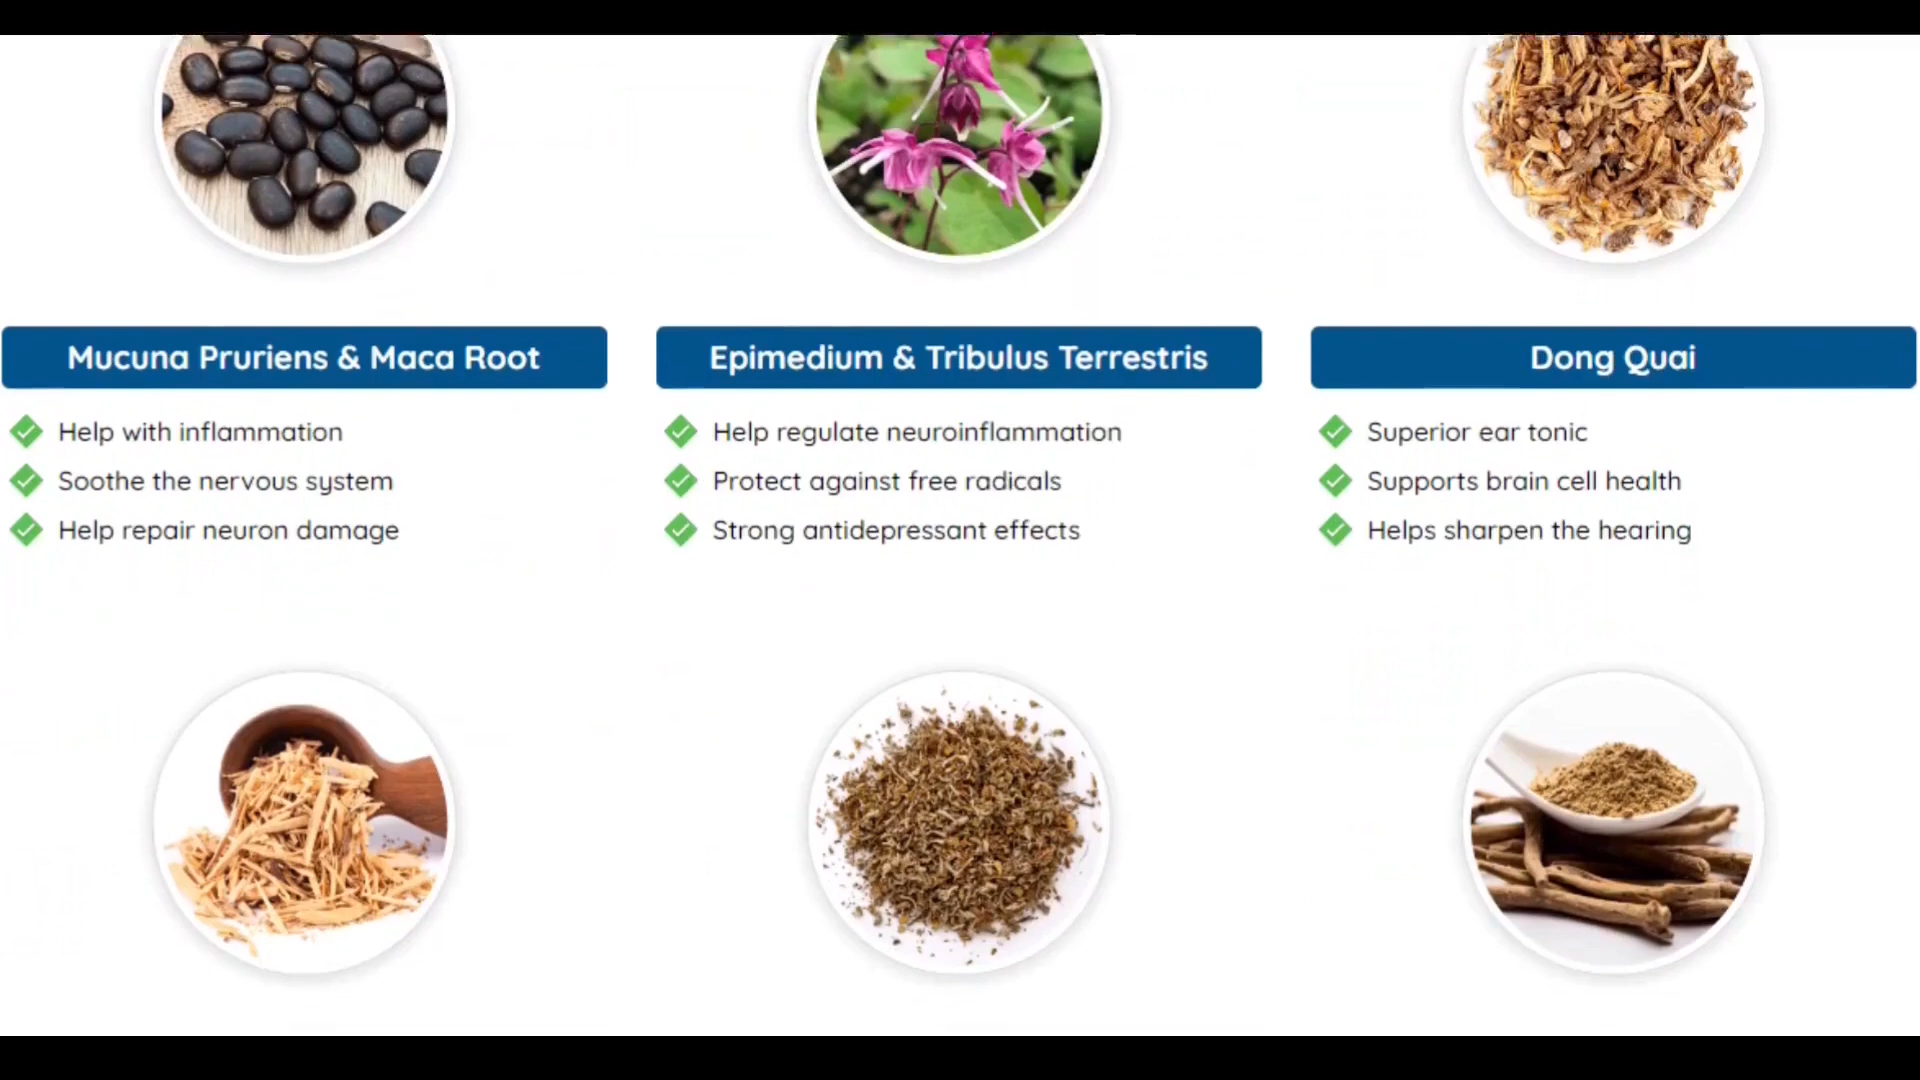 Mucuna Pruriens & Maca Root
Help with inflammation
Soothe the nervous system
Help repair neuron damage
Epimedium & Tribulus Terrestris
Help regulate neuroinflammation
Protect against free radicals
Strong antidepressant effects
Dong Quai
Superior ear tonic
Supports brain cell health
Helps sharpen the hearing